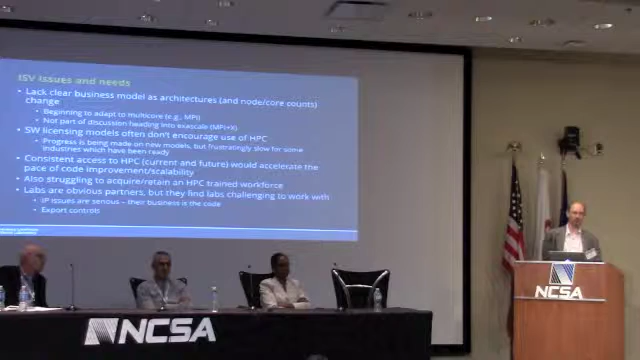 ISV issues and needs
• Lack clear business model as architectures (and node/core counts)
change
• Beginning to adapt to multicore (e.g., MPI)
• Not part of discussion heading into exascale (MPI+X)
• SW licensing models often don't encourage use of HPC
• Progress is being made on new models, but frustratingly slow for some
industries which have been ready
• Consistent access to HPC (current and future) would accelerate the
pace of code improvement/scalability
• Also struggling to acquire/retain an HPC trained workforce
• Labs are obvious partners, but they find labs challenging to work with
• IP issues are serious – their business is the code
• Export controls
NCSA
NCSA